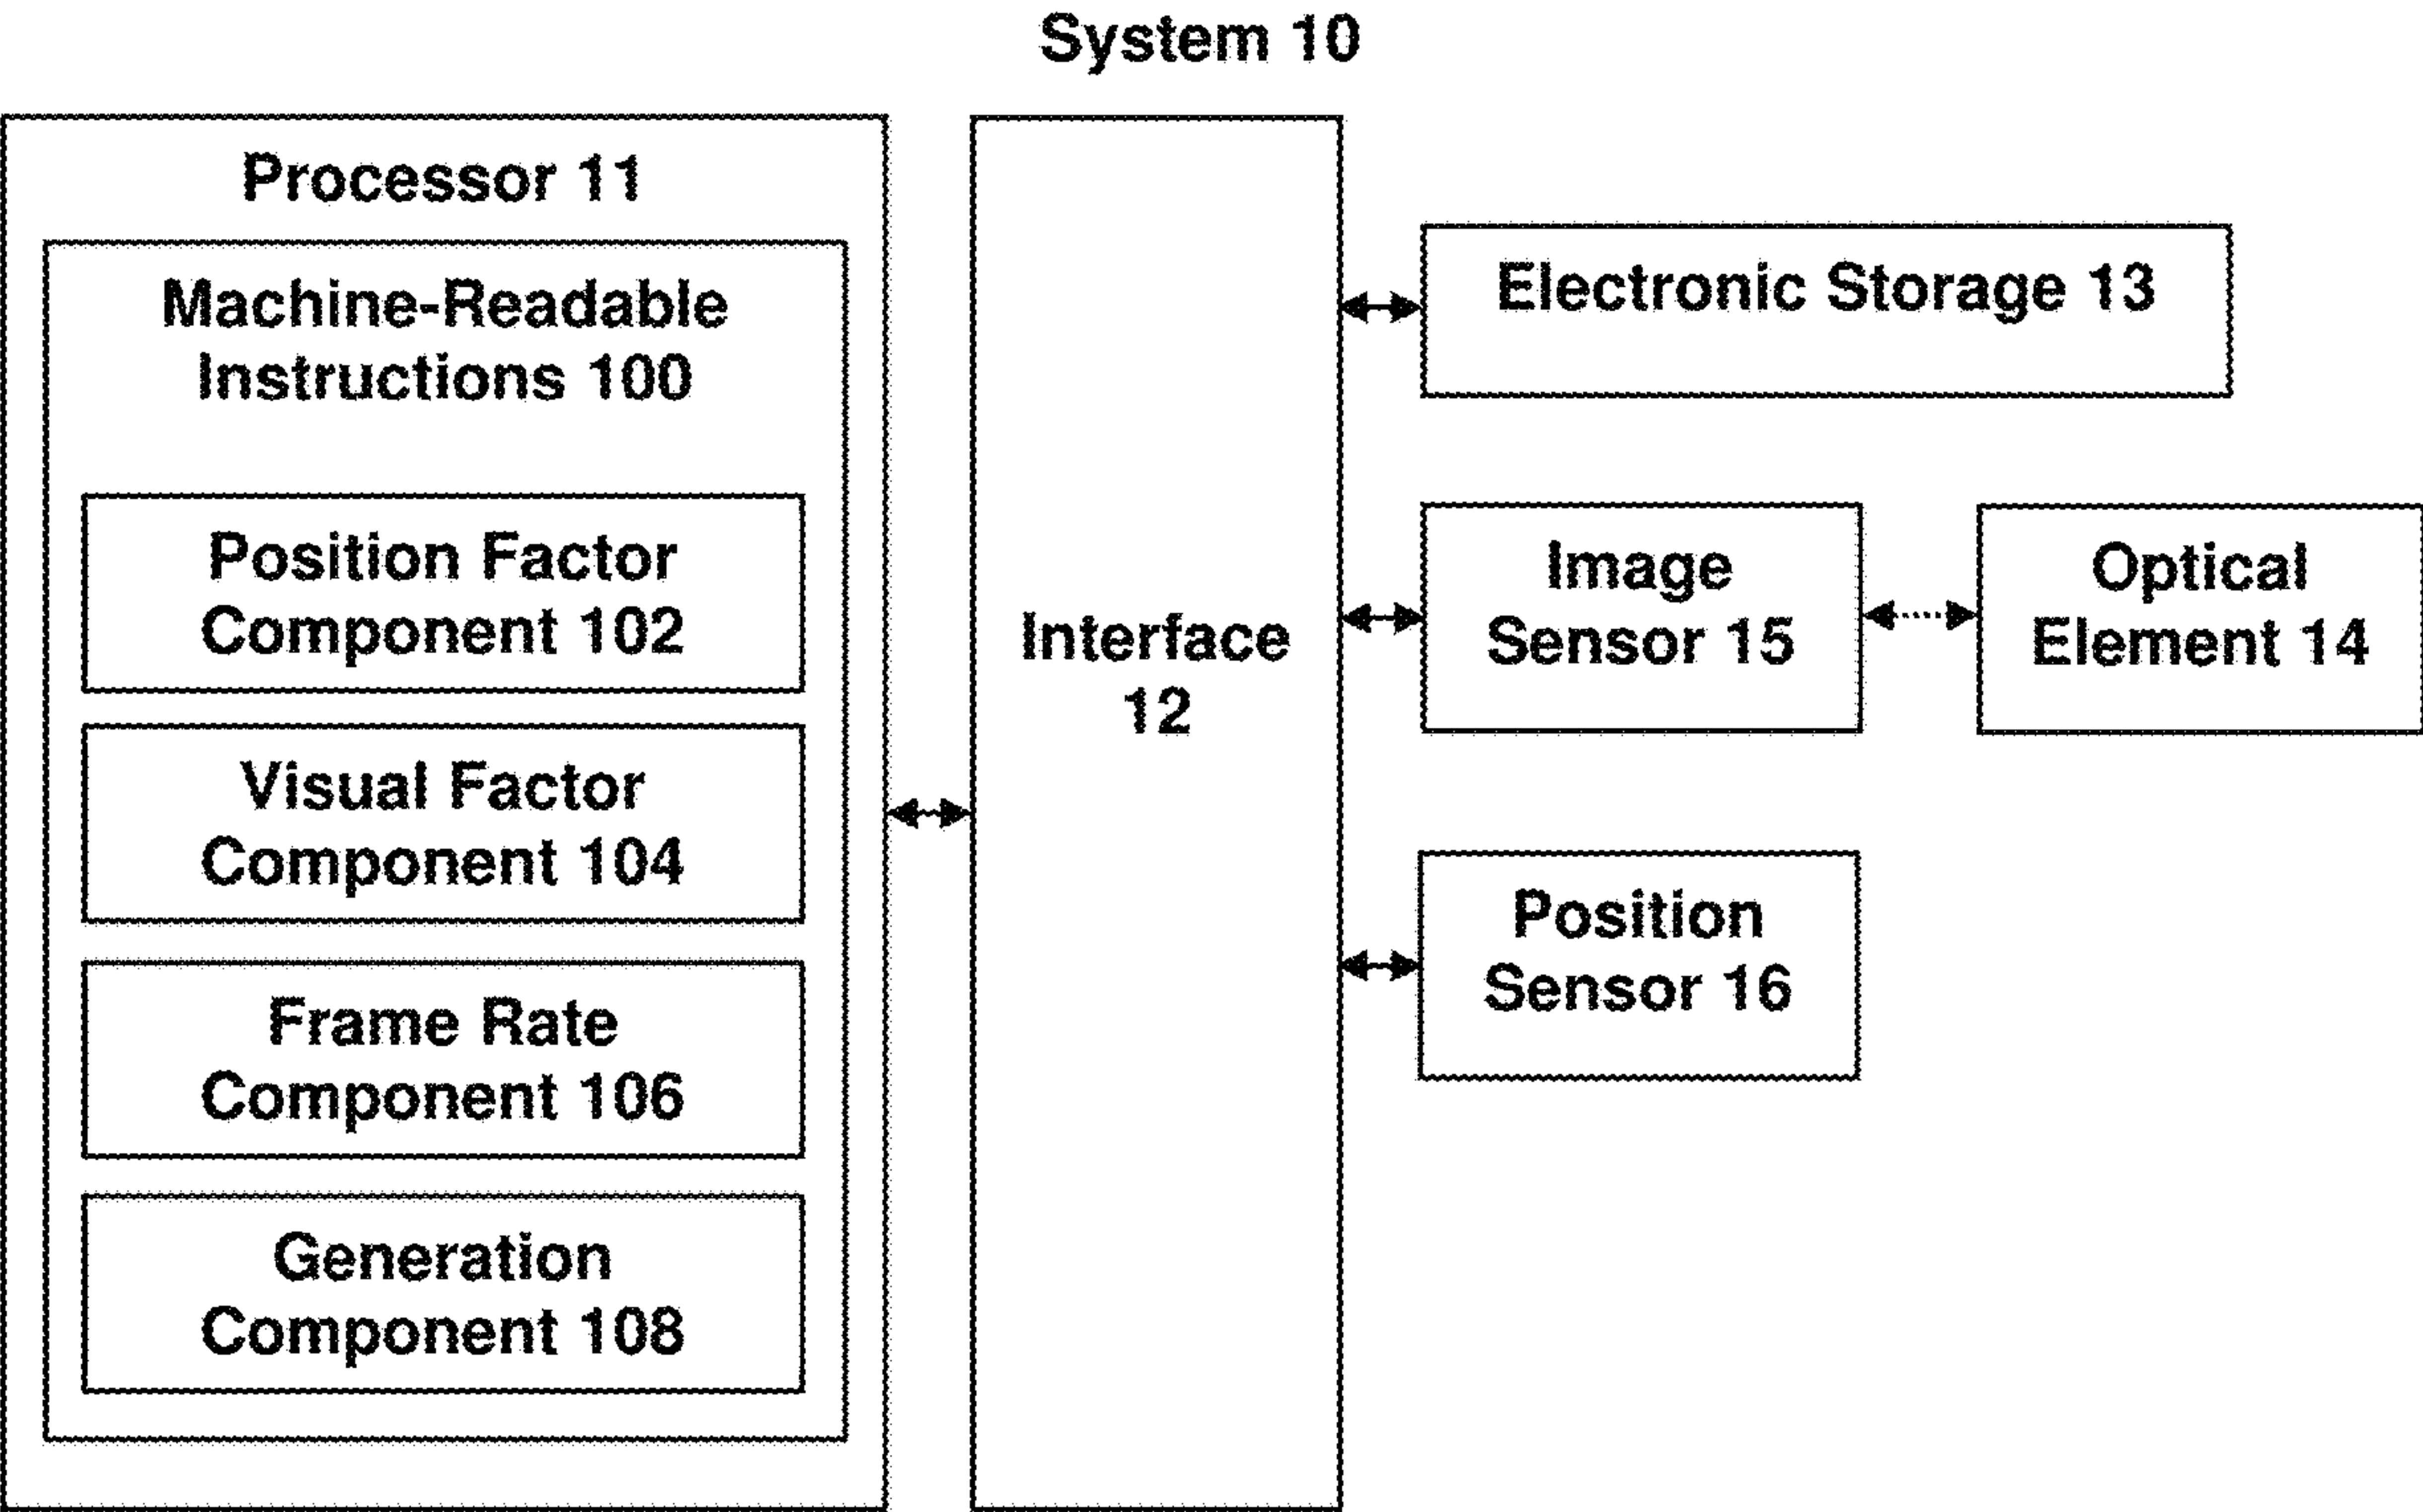 System 10
Processor 11
Machine-Readable
Instructions 100
Position Factor
Component 102
Visual Factor
Component 104
Frame Rate
Component 106
Generation
Component 108
Interface
12
Electronic Storage 13
Image
Sensor 15
Optical
Element 14
Position
Sensor 16